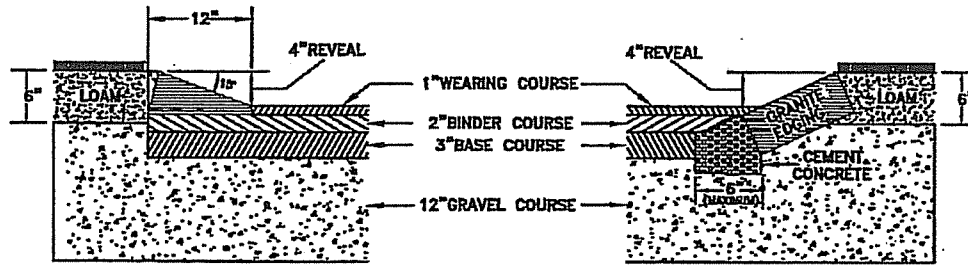 12"
4" REVEAL
4" REVEAL
6"
LOAM
1" WEARING COURSE
GRANITE
EDGING
LOAM
6"
2" BINDER COURSE
3" BASE COURSE
CEMENT
CONCRETE
6"
(MAXIMUM)
12" GRAVEL COURSE